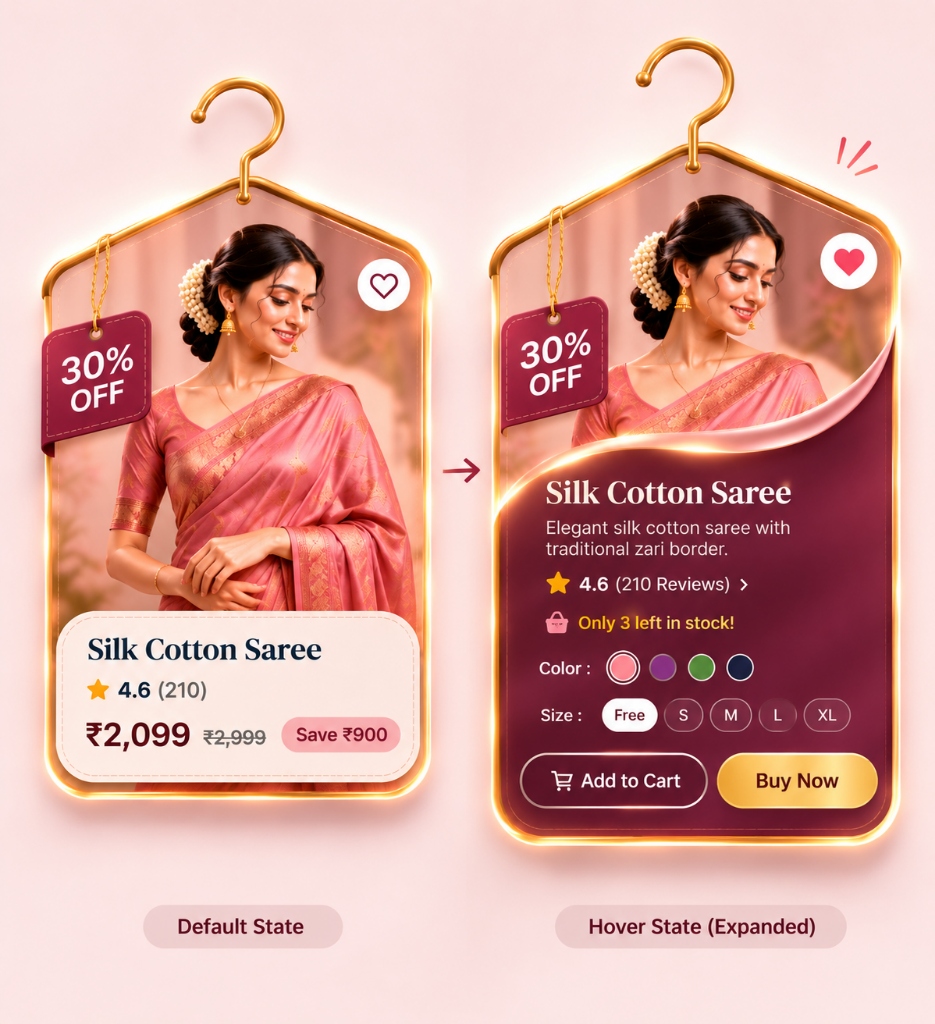 30%
OFF
Silk Cotton Saree
4.6 (210)
₹2,099 ₹2,999 Save ₹900
Default State
30%
OFF
Silk Cotton Saree
Elegant silk cotton saree with
traditional zari border.
4.6 (210 Reviews) >
Only 3 left in stock!
Color :
Size : Free S M L XL
Add to Cart Buy Now
Hover State (Expanded)